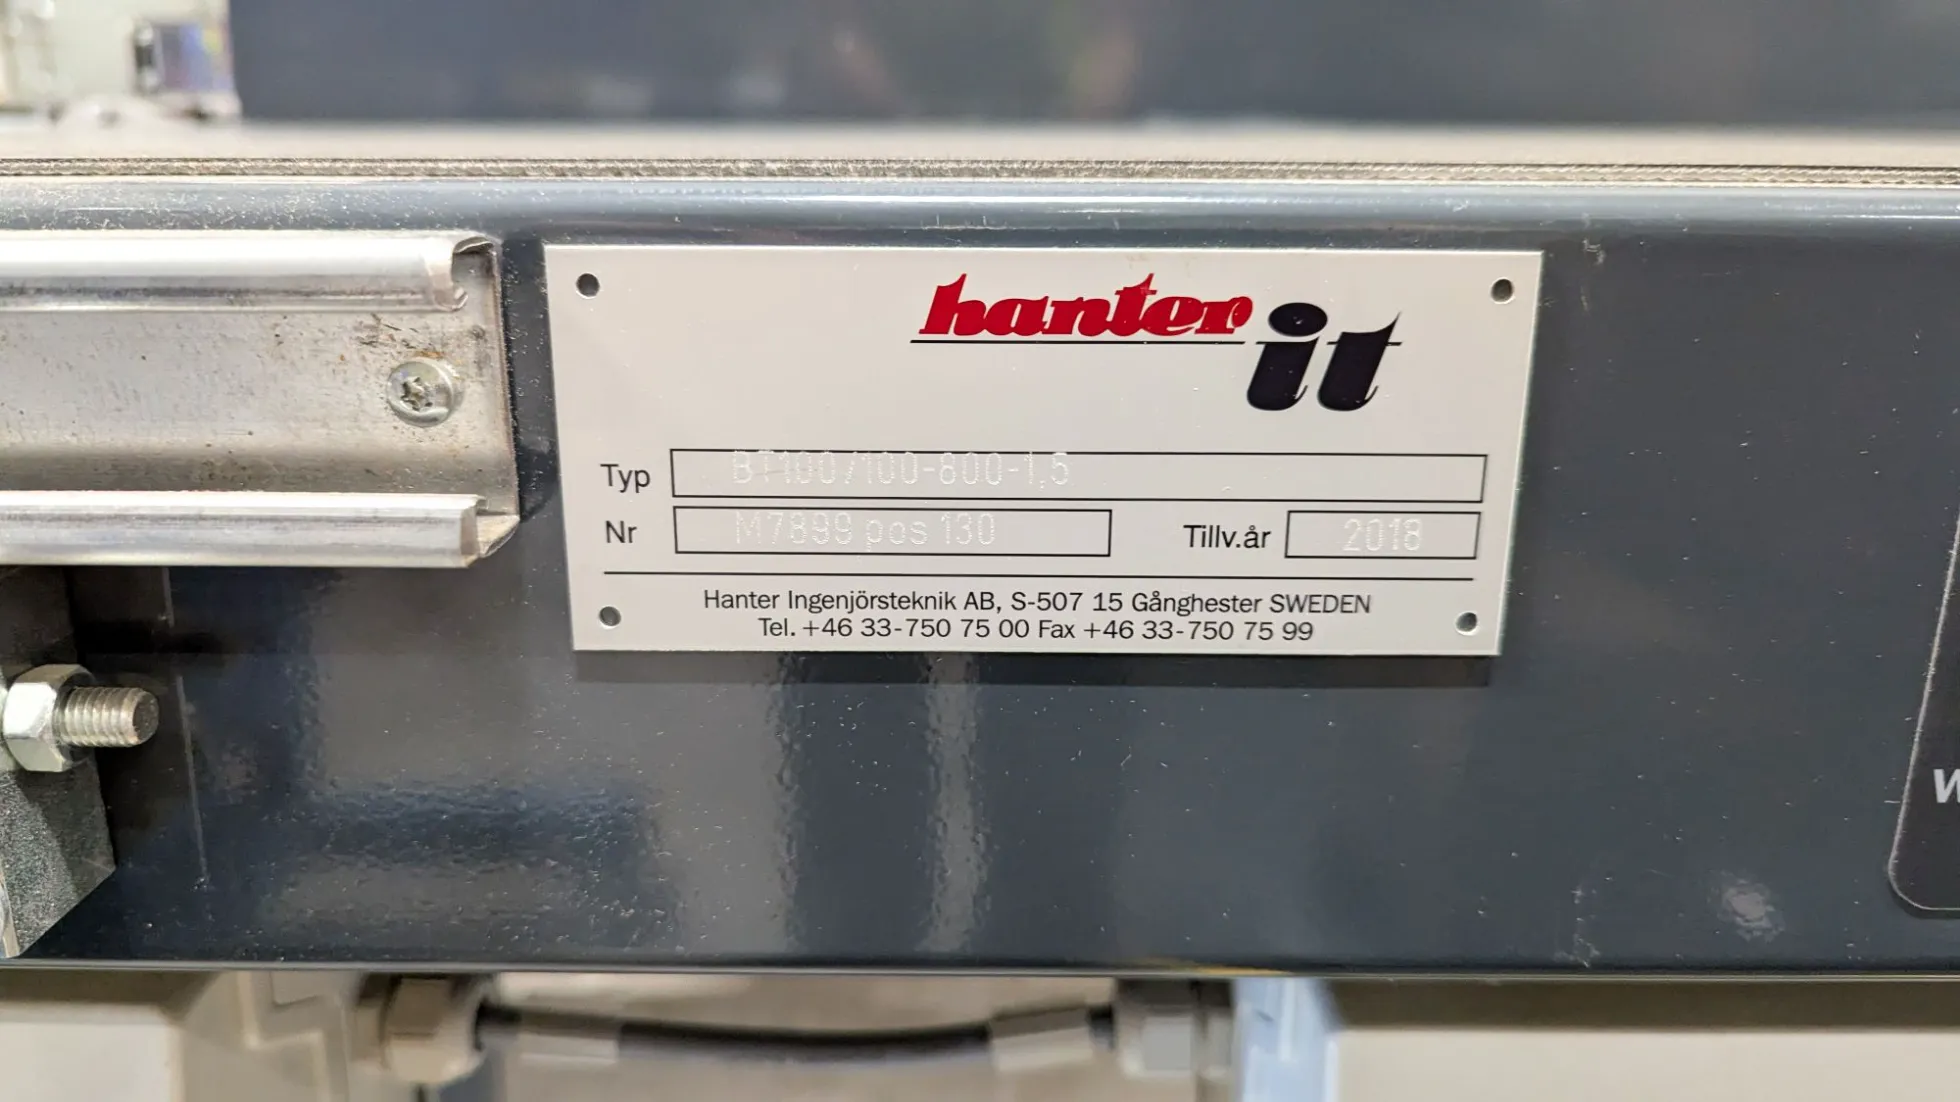 hanter it
Typ BT100/100-800-1,5
Nr M7899 pos 130 Tillv.år 2018
Hanter Ingenjörsteknik AB, S-507 15 Gånghester SWEDEN
Tel. +46 33-750 75 00 Fax +46 33-750 75 99